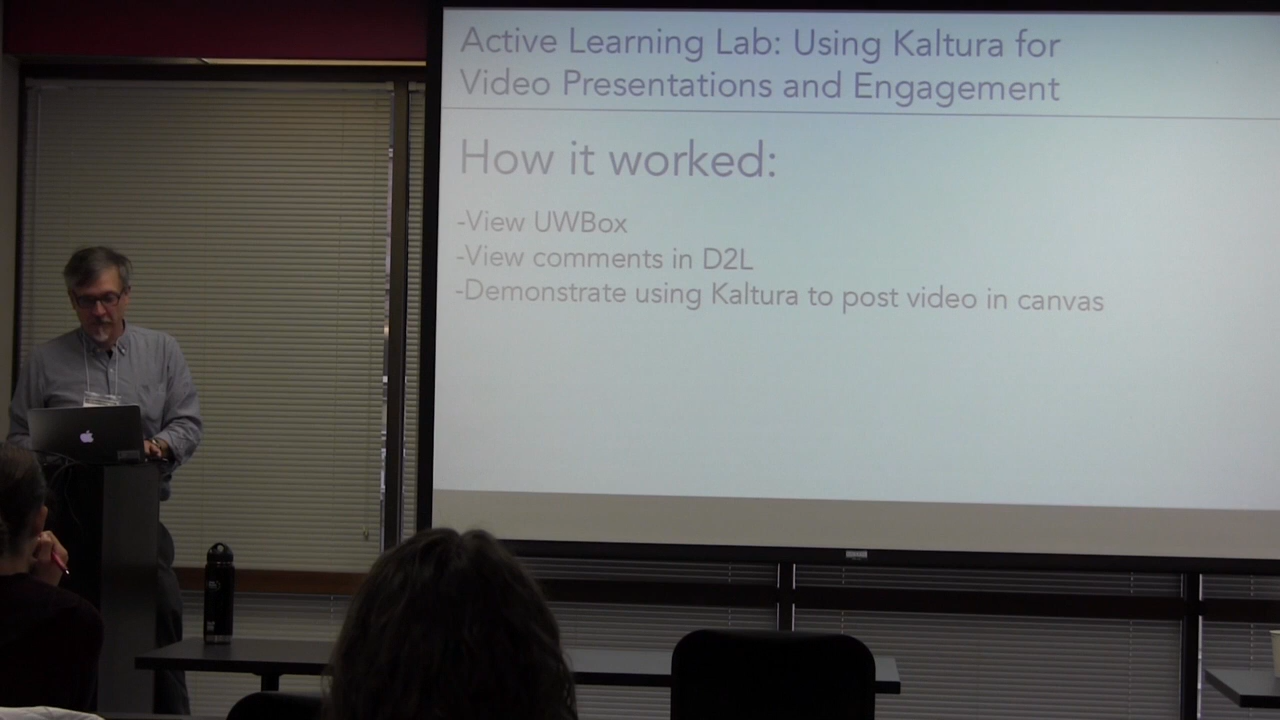 Active Learning Lab: Using Kaltura for
Video Presentations and Engagement
How it worked:
-View UWBox
-View comments in D2L
-Demonstrate using Kaltura to post video in canvas